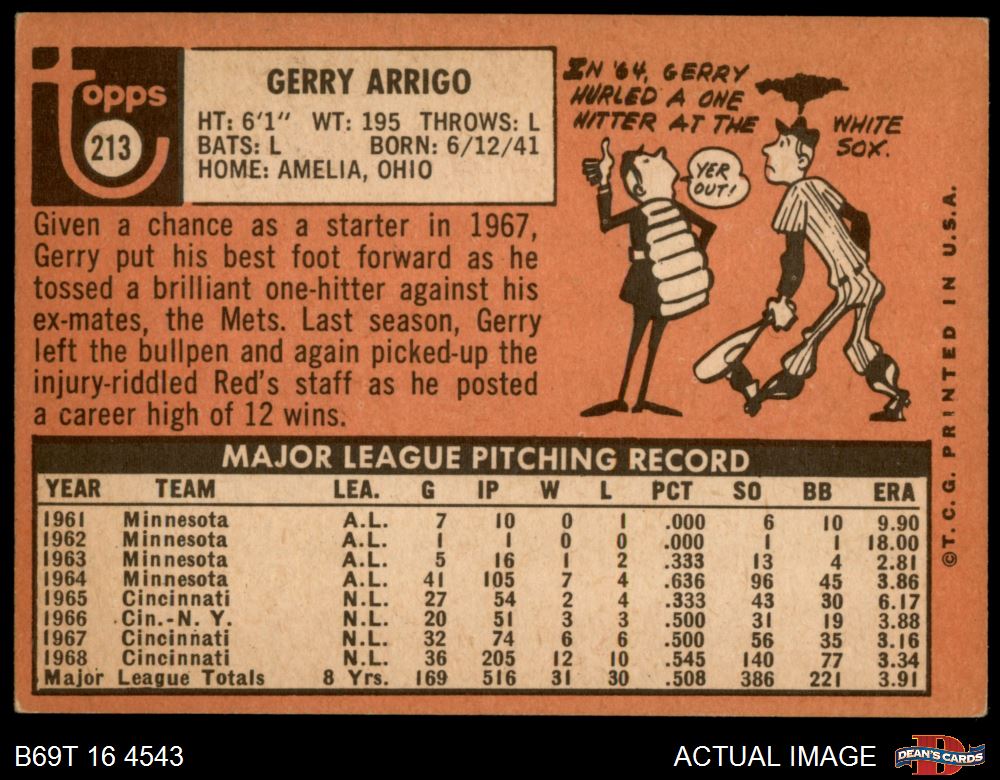 Topps
213
GERRY ARRIGO
HT: 6'1" WT: 195 THROWS: L
BATS: L BORN: 6/12/41
HOME: AMELIA, OHIO
IN '64, GERRY
HURLED A ONE
HITTER AT THE WHITE
SOX.
YER
OUT!
Given a chance as a starter in 1967,
Gerry put his best foot forward as he
tossed a brilliant one-hitter against his
ex-mates, the Mets. Last season, Gerry
left the bullpen and again picked-up the
injury-riddled Red's staff as he posted
a career high of 12 wins.
MAJOR LEAGUE PITCHING RECORD
YEAR TEAM LEA. G IP W L PCT SO BB ERA
1961 Minnesota A.L. 7 10 0 1 .000 6 10 9.90
1962 Minnesota A.L. 1 1 0 0 .000 1 1 18.00
1963 Minnesota A.L. 5 16 1 2 .333 13 4 2.81
1964 Minnesota A.L. 41 105 7 4 .636 96 45 3.86
1965 Cincinnati N.L. 27 54 2 4 .333 43 30 6.17
1966 Cin.-N. Y. N.L. 20 51 3 3 .500 31 19 3.88
1967 Cincinnati N.L. 32 74 6 6 .500 56 35 3.16
1968 Cincinnati N.L. 36 205 12 10 .545 140 77 3.34
Major League Totals 8 Yrs. 169 516 31 30 .508 386 221 3.91
©T. C. G. PRINTED IN U. S. A.
B69T 16 4543
ACTUAL IMAGE
D
DEAN'S CARDS